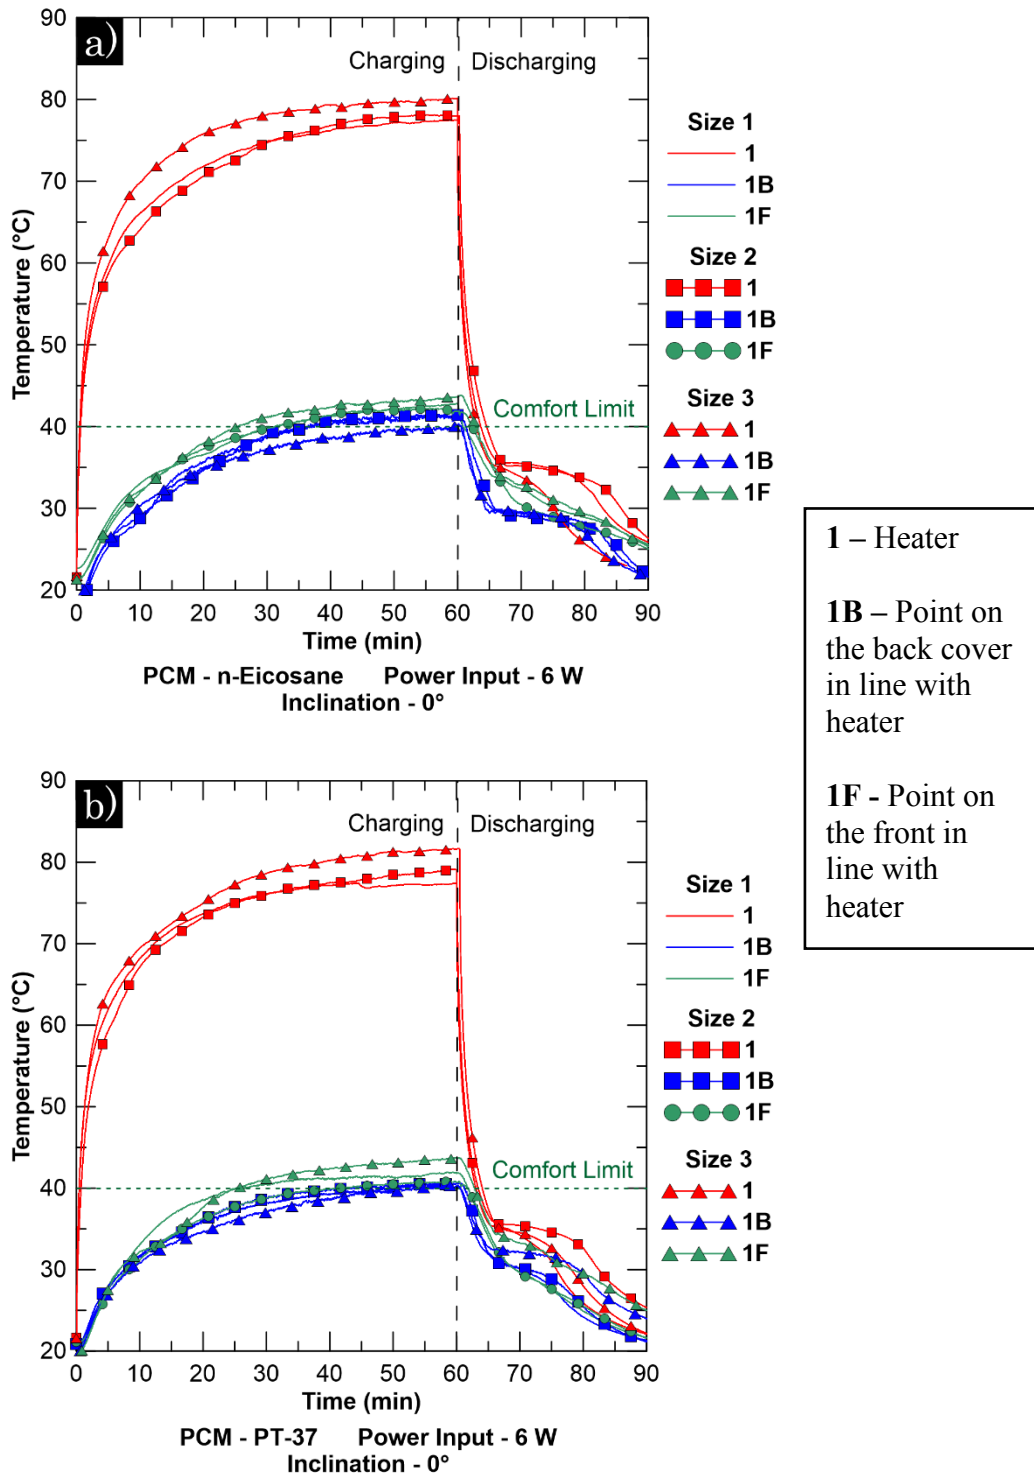 a)
90
80
70
60
50
40
30
20
Temperature (°C)
Charging
Discharging
Comfort Limit
0 10 20 30 40 50 60 70 80 90
Time (min)
PCM - n-Eicosane Power Input - 6 W
Inclination - 0°
Size 1
1
1B
1F
Size 2
1
1B
1F
Size 3
1
1B
1F
1 – Heater
1B – Point on
the back cover
in line with
heater
1F - Point on
the front in
line with
heater
b)
90
80
70
60
50
40
30
20
Temperature (°C)
Charging
Discharging
Comfort Limit
0 10 20 30 40 50 60 70 80 90
Time (min)
PCM - PT-37 Power Input - 6 W
Inclination - 0°
Size 1
1
1B
1F
Size 2
1
1B
1F
Size 3
1
1B
1F